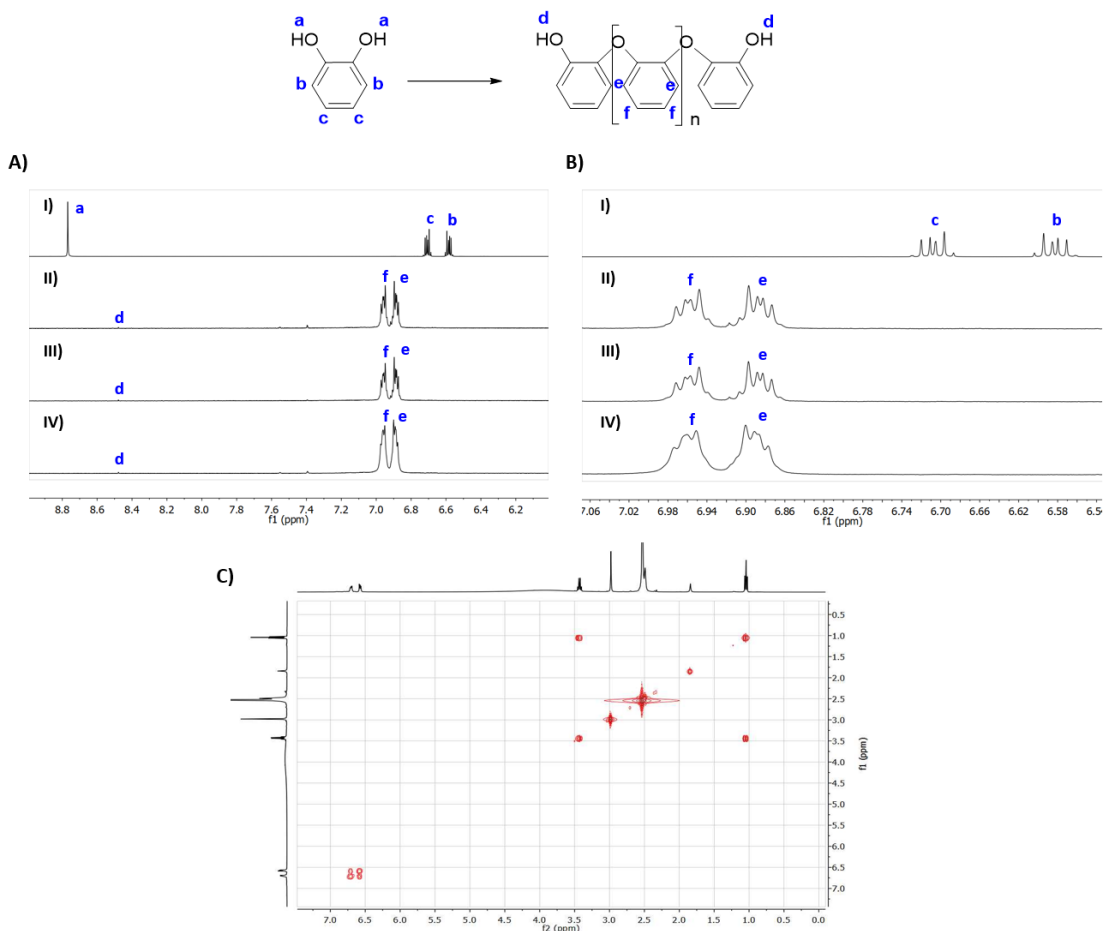 a a d d
HO OH HO O O OH
b b e e
c c f f n
A) B)
I) a c b
II) d f e
III) d f e
IV) d f e
8.8 8.6 8.4 8.2 8.0 7.8 7.6 7.4 7.2 7.0 6.8 6.6 6.4 6.2
f1 (ppm)
I) c b
II) f e
III) f e
IV) f e
7.06 7.02 6.98 6.94 6.90 6.86 6.82 6.78 6.74 6.70 6.66 6.62 6.58 6.54
f1 (ppm)
C)
0.5
1.0
1.5
2.0
2.5
3.0
3.5
4.0
4.5
5.0
5.5
6.0
6.5
7.0
f1 (ppm)
7.0 6.5 6.0 5.5 5.0 4.5 4.0 3.5 3.0 2.5 2.0 1.5 1.0 0.5 0.0
f2 (ppm)